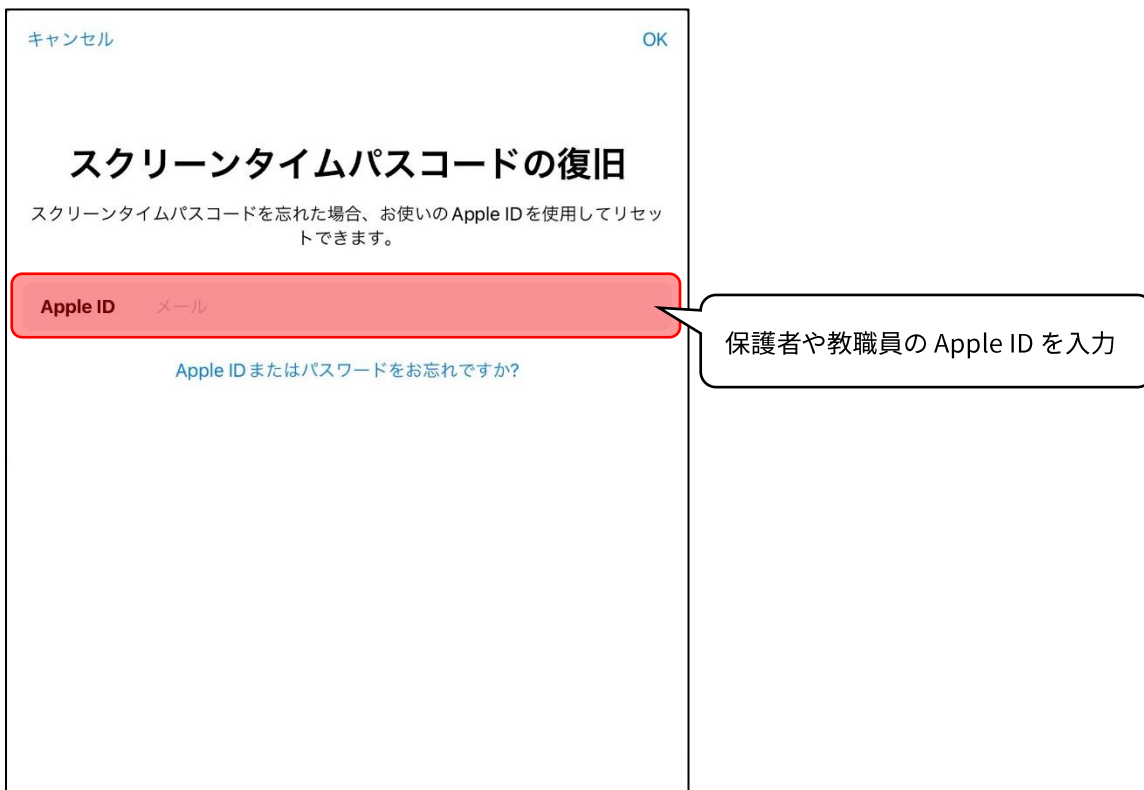 キャンセル
OK
スクリーンタイムパスコードの復旧
スクリーンタイムパスコードを忘れた場合、お使いのApple IDを使用してリセッ
トできます。
Apple ID メール
保護者や教職員の Apple ID を入力
Apple IDまたはパスワードをお忘れですか?